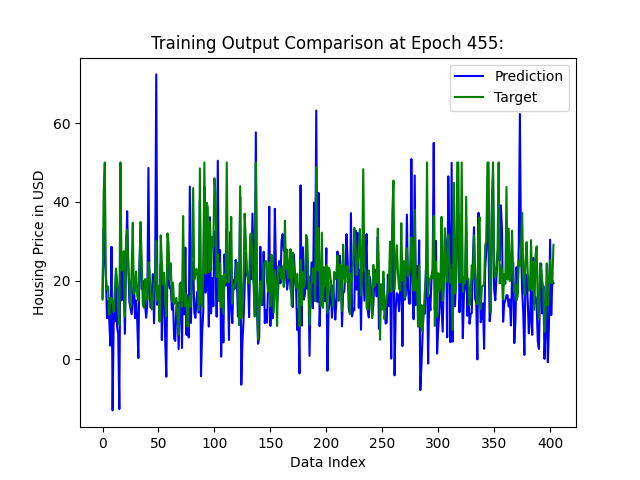 Training Output Comparison at Epoch 455:
Prediction
Target
Housing Price in USD
60
40
20
0
0 50 100 150 200 250 300 350 400
Data Index